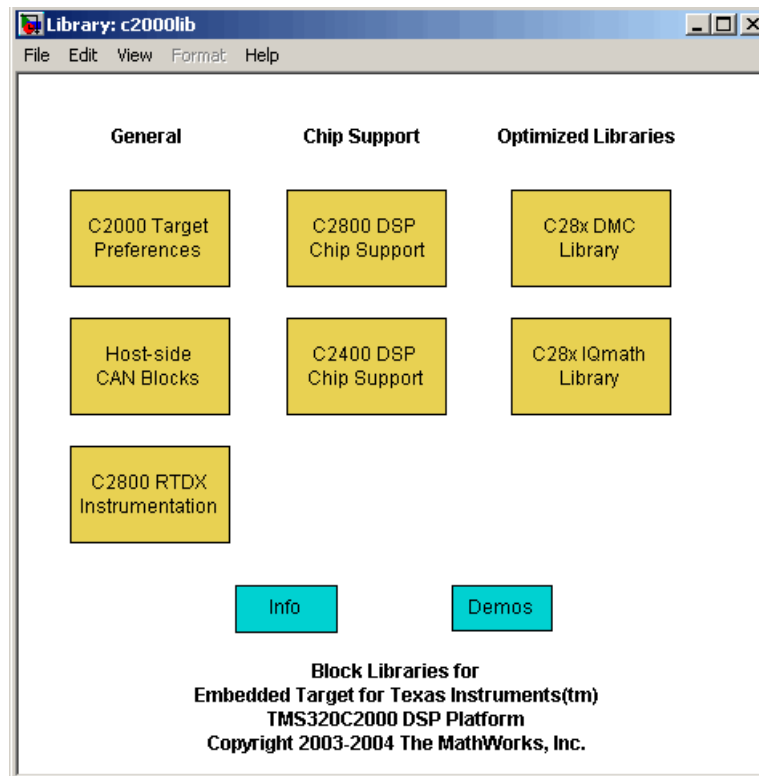 Library: c2000lib
File Edit View Format Help
General Chip Support Optimized Libraries
C2000 Target
Preferences
C2800 DSP
Chip Support
C28x DMC
Library
Host-side
CAN Blocks
C2400 DSP
Chip Support
C28x IQmath
Library
C2800 RTDX
Instrumentation
Info
Demos
Block Libraries for
Embedded Target for Texas Instruments(tm)
TMS320C2000 DSP Platform
Copyright 2003-2004 The MathWorks, Inc.